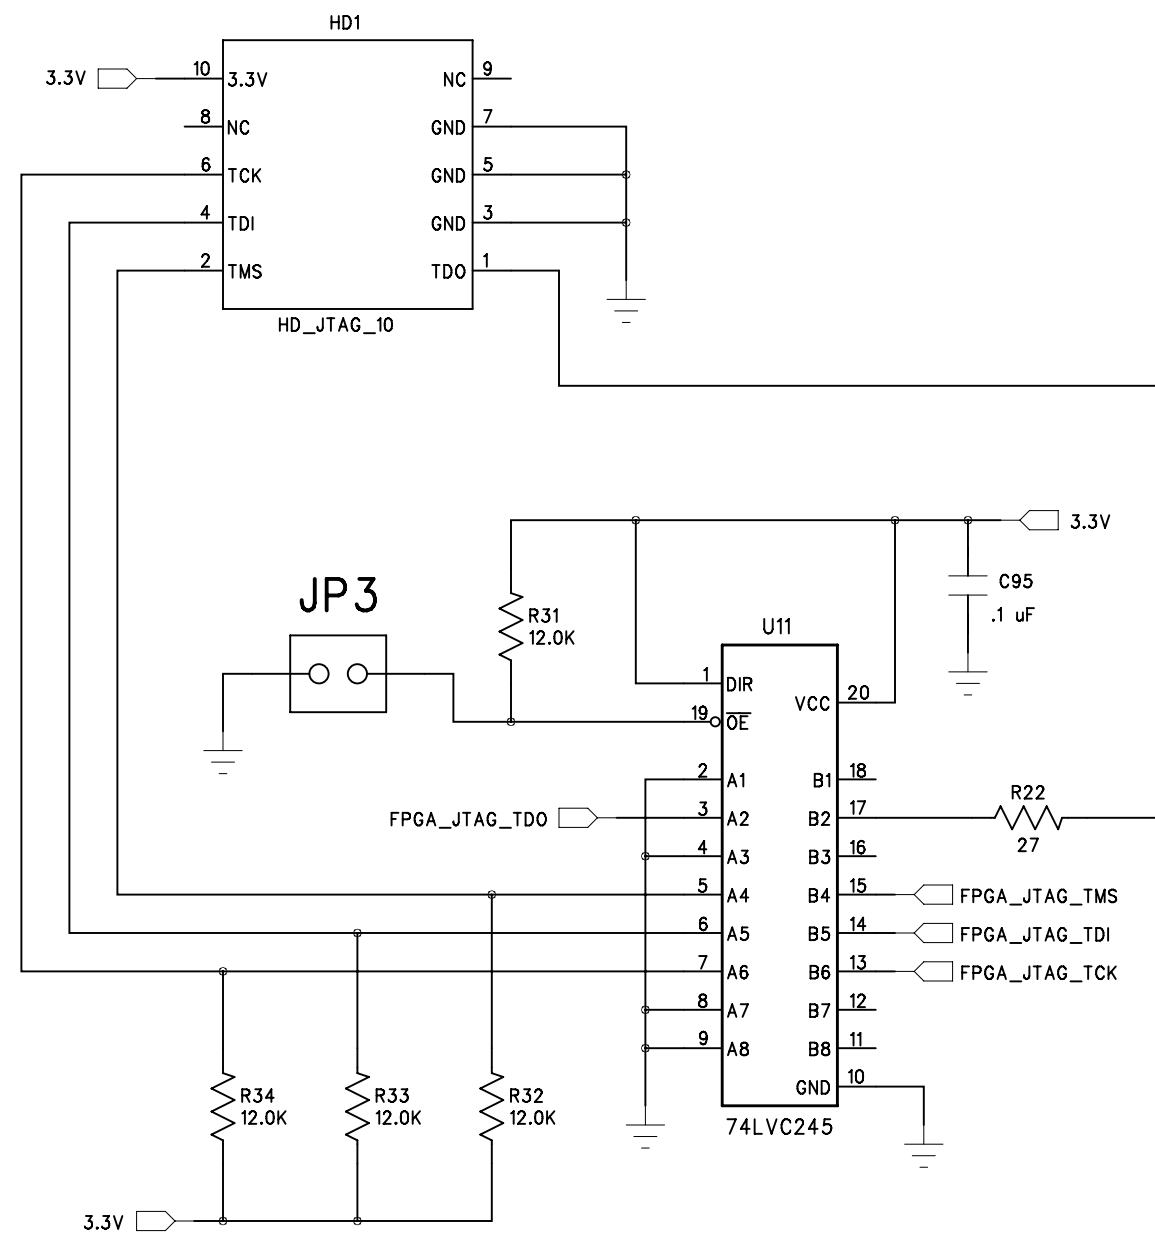 HD1
3.3V
10
3.3V
NC
9
8
NC
GND
7
6
TCK
GND
5
4
TDI
GND
3
2
TMS
TDO
1
HD_JTAG_10
3.3V
JP3
C95
.1 uF
R31
12.0K
U11
1
DIR
VCC
20
19
OE
2
A1
B1
18
R22
27
FPGA_JTAG_TDO
3
A2
B2
17
4
A3
B3
16
5
A4
B4
15
FPGA_JTAG_TMS
6
A5
B5
14
FPGA_JTAG_TDI
7
A6
B6
13
FPGA_JTAG_TCK
8
A7
B7
12
9
A8
B8
11
GND
10
74LVC245
R34
12.0K
R33
12.0K
R32
12.0K
3.3V